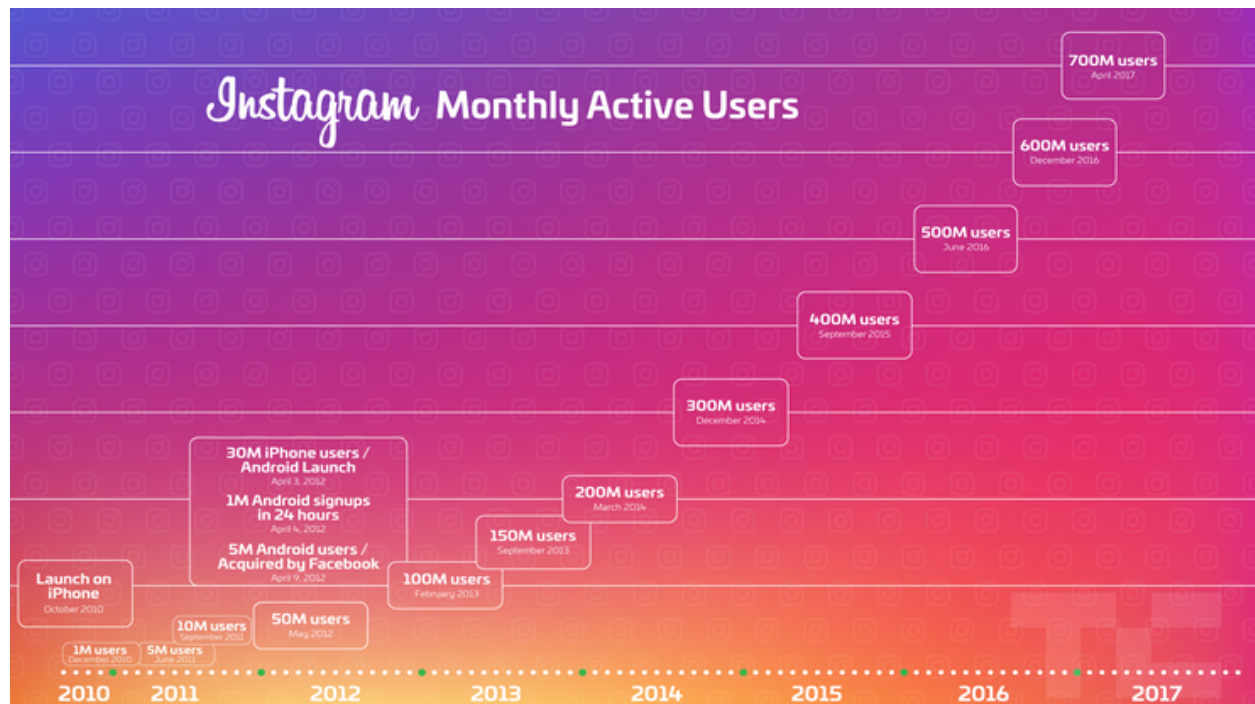 Instagram Monthly Active Users
700M users
April 2017
600M users
December 2016
500M users
June 2016
400M users
September 2015
300M users
December 2014
30M iPhone users /
Android Launch
April 3, 2012
1M Android signups
in 24 hours
April 4, 2012
5M Android users /
Acquired by Facebook
April 9, 2012
200M users
March 2014
150M users
September 2013
100M users
February 2013
Launch on
iPhone
October 2010
50M users
May 2012
10M users
September 2011
1M users
December 2010
5M users
June 2011
2010 2011 2012 2013 2014 2015 2016 2017